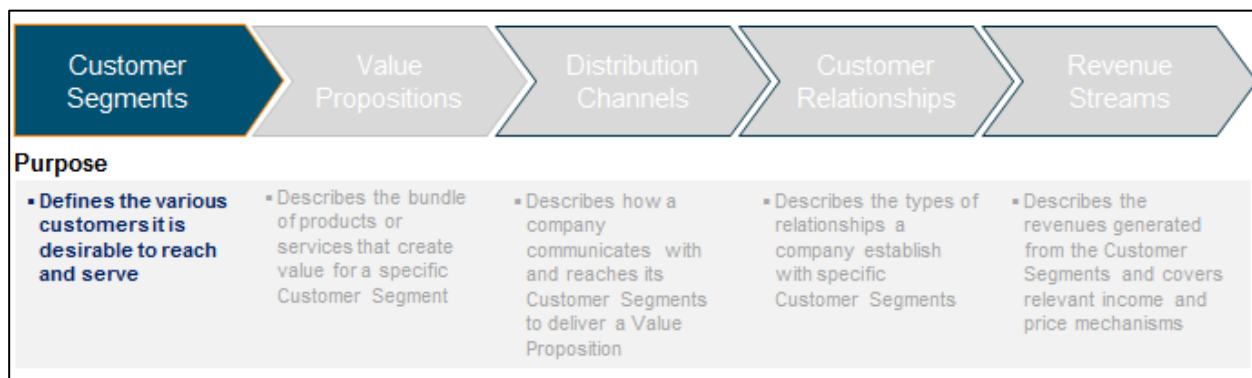 Customer
Segments
Value
Propositions
Distribution
Channels
Customer
Relationships
Revenue
Streams
Purpose
▪ Defines the various
customers it is
desirable to reach
and serve
▪ Describes the bundle
of products or
services that create
value for a specific
Customer Segment
▪ Describes how a
company
communicates with
and reaches its
Customer Segments
to deliver a Value
Proposition
▪ Describes the types of
relationships a
company establish
with specific
Customer Segments
▪ Describes the
revenues generated
from the Customer
Segments and covers
relevant income and
price mechanisms